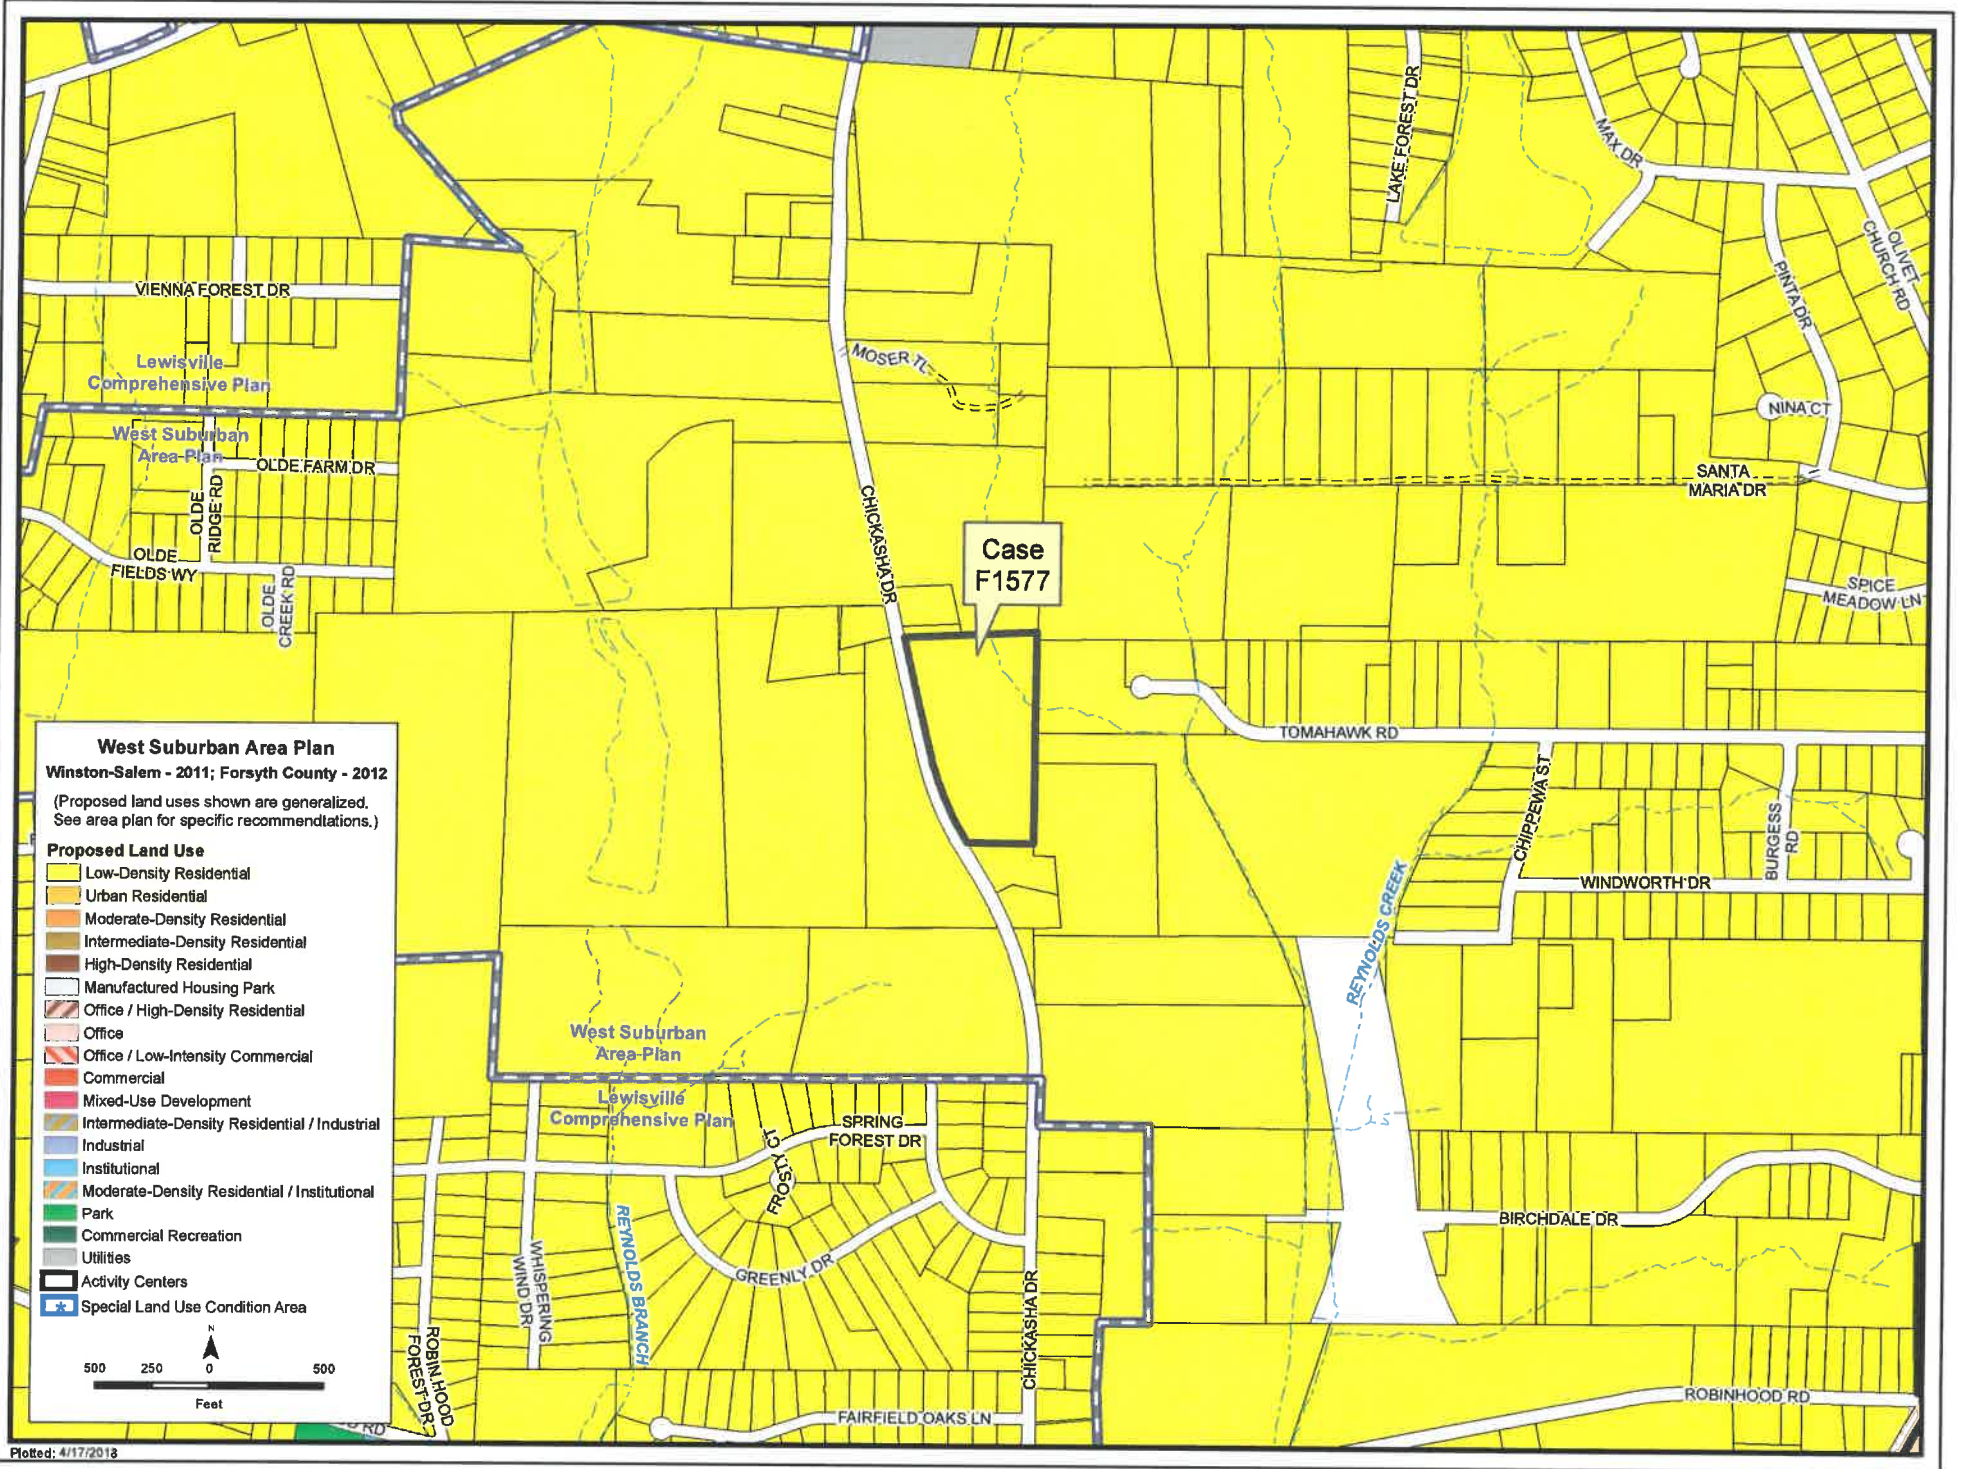 LAKE FOREST DR
MAX DR
OLIVET
CHURCH RD
PINTA DR
VIENNA FOREST DR
Lewisville
Comprehensive Plan
MOSER TL
NINA CT
West Suburban
Area Plan
OLDE FARM DR
SANTA
MARIA DR
OLDE
RIDGE RD
CHICKASHA DR
Case
F1577
OLDE
FIELDS WY
OLDE
CREEK RD
SPICE
MEADOW LN
TOMAHAWK RD
CHIPPEWA ST
BURGESS
RD
WINDWORTH DR
REYNOLDS CREEK
West Suburban Area Plan
Winston-Salem - 2011; Forsyth County - 2012
(Proposed land uses shown are generalized.
See area plan for specific recommendtations.)
Proposed Land Use
Low-Density Residential
Urban Residential
Moderate-Density Residential
Intermediate-Density Residential
High-Density Residential
Manufactured Housing Park
Office / High-Density Residential
Office
Office / Low-Intensity Commercial
Commercial
Mixed-Use Development
Intermediate-Density Residential / Industrial
Industrial
Institutional
Moderate-Density Residential / Institutional
Park
Commercial Recreation
Utilities
Activity Centers
Special Land Use Condition Area
N
500 250 0 500
Feet
West Suburban
Area Plan
Lewisville
Comprehensive Plan
SPRING
FOREST DR
FROSTY CT
GREENLY DR
WHISPERING
WIND DR
REYNOLDS BRANCH
CHICKASHA DR
BIRCHDALE DR
ROBIN HOOD
FOREST DR
FAIRFIELD OAKS LN
ROBINHOOD RD
RD
Plotted: 4/17/2018